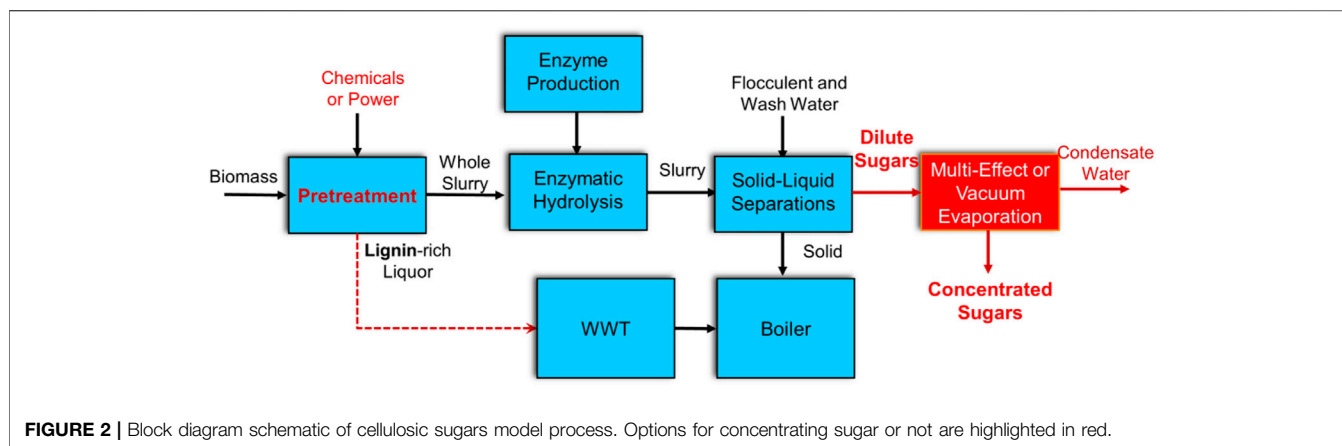 Enzyme
Production
Chemicals
or Power
Flocculent and
Wash Water
Dilute
Sugars
Condensate
Water
Biomass
Pretreatment
Whole
Slurry
Enzymatic
Hydrolysis
Slurry
Solid-Liquid
Separations
Multi-Effect or
Vacuum
Evaporation
Lignin-rich
Liquor
Solid
Concentrated
Sugars
WWT
Boiler
FIGURE 2 | Block diagram schematic of cellulosic sugars model process. Options for concentrating sugar or not are highlighted in red.